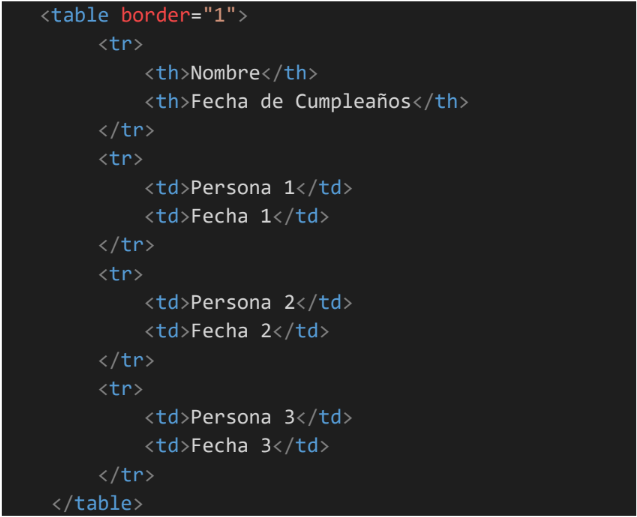 <table border="1">
<tr>
<th>Nombre</th>
<th>Fecha de Cumpleaños</th>
</tr>
<tr>
<td>Persona 1</td>
<td>Fecha 1</td>
</tr>
<tr>
<td>Persona 2</td>
<td>Fecha 2</td>
</tr>
<tr>
<td>Persona 3</td>
<td>Fecha 3</td>
</tr>
</table>